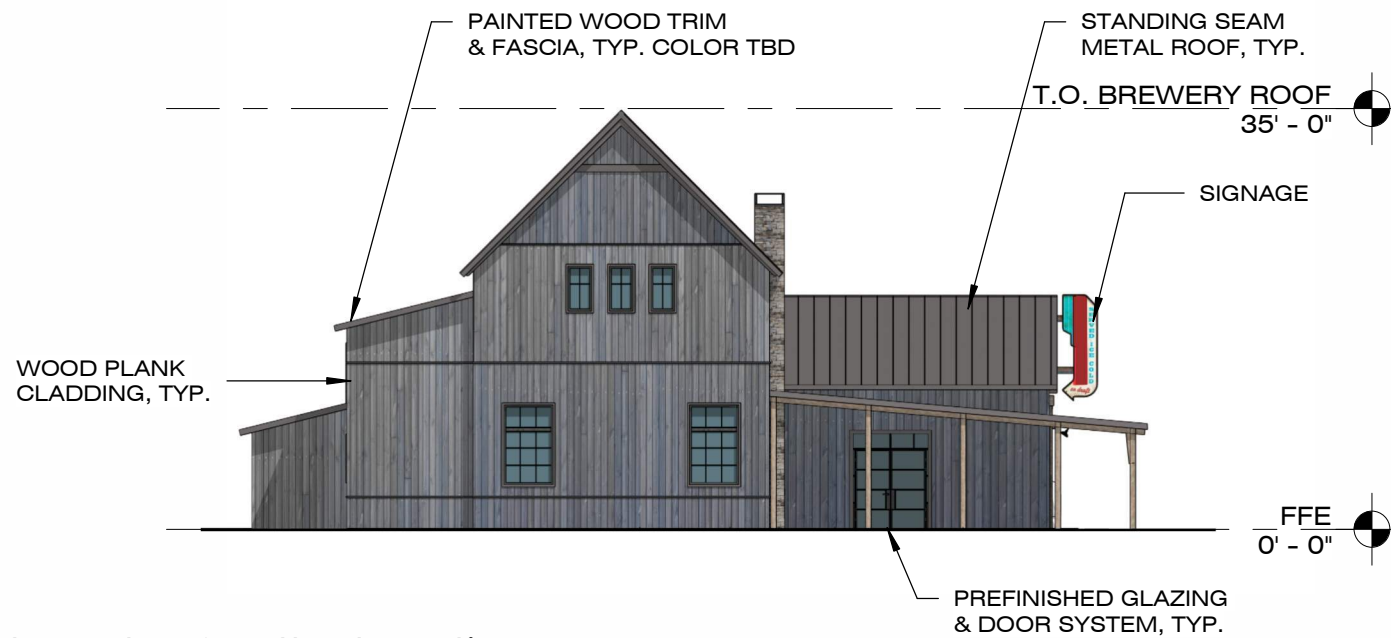 PAINTED WOOD TRIM
& FASCIA, TYP. COLOR TBD
STANDING SEAM
METAL ROOF, TYP.
T.O. BREWERY ROOF
35' - 0"
SIGNAGE
WOOD PLANK
CLADDING, TYP.
FFE
0' - 0"
PREFINISHED GLAZING
& DOOR SYSTEM, TYP.